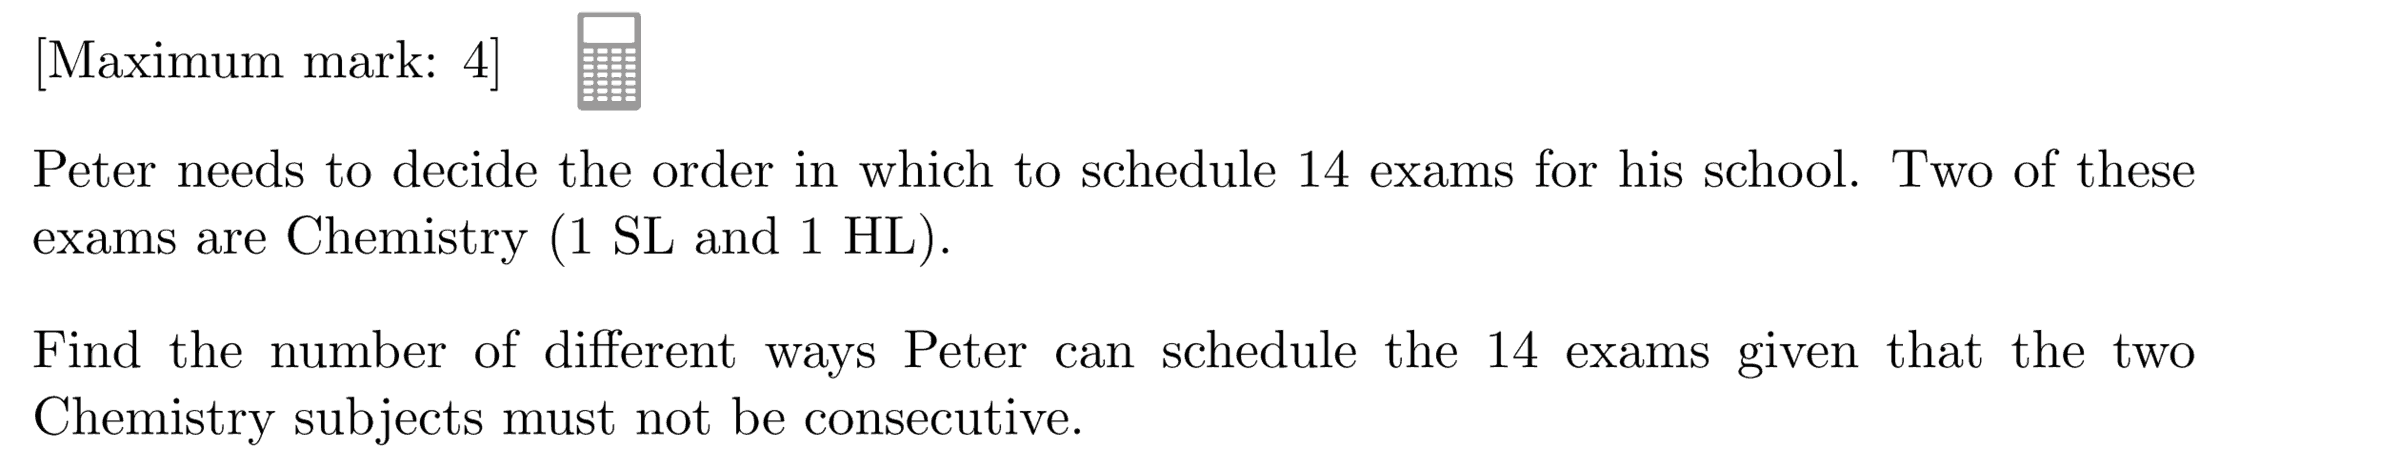 [Maximum mark: 4]
Peter needs to decide the order in which to schedule 14 exams for his school. Two of these
exams are Chemistry (1 SL and 1 HL).
Find the number of different ways Peter can schedule the 14 exams given that the two
Chemistry subjects must not be consecutive.